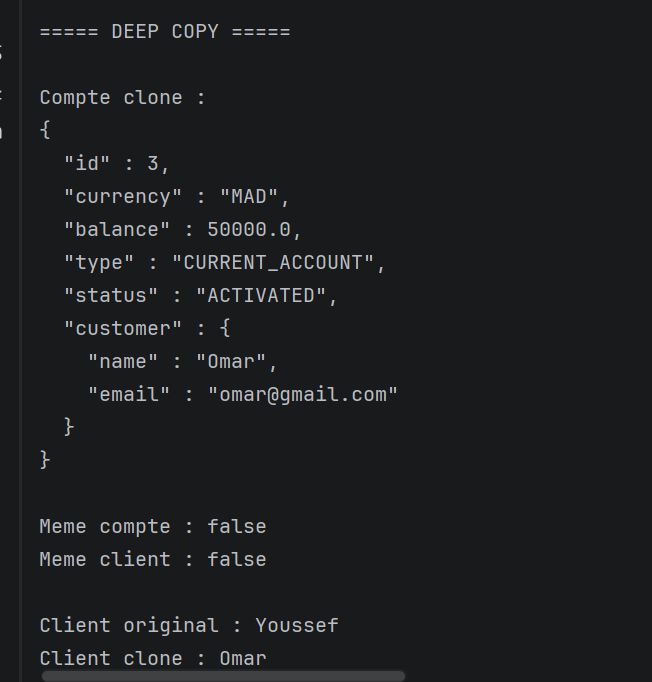 ===== DEEP COPY =====
Compte clone :
{
  "id" : 3,
  "currency" : "MAD",
  "balance" : 50000.0,
  "type" : "CURRENT_ACCOUNT",
  "status" : "ACTIVATED",
  "customer" : {
    "name" : "Omar",
    "email" : "omar@gmail.com"
  }
}
Meme compte : false
Meme client : false
Client original : Youssef
Client clone : Omar